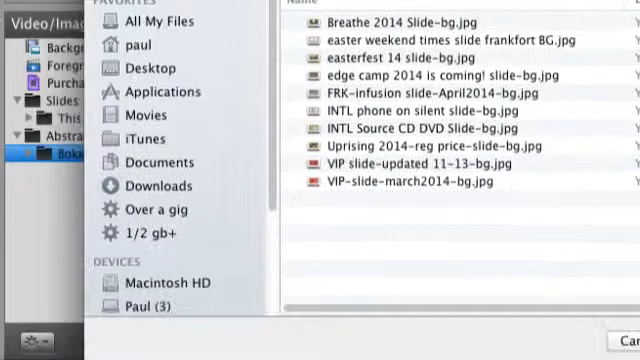 Video/Imag
Backg
Foregr
Purcha
Slides
This
Abstra
Bok
FAVORITES
All My Files
paul
Desktop
Applications
Movies
iTunes
Documents
Downloads
Over a gig
1/2 gb+
DEVICES
Macintosh HD
Paul (3)
Name
Breathe 2014 Slide-bg.jpg
easter weekend times slide frankfort BG.jpg
easterfest 14 slide-bg.jpg
edge camp 2014 is coming! slide-bg.jpg
FRK-infusion slide-April2014-bg.jpg
INTL phone on silent slide-bg.jpg
INTL Source CD DVD Slide-bg.jpg
Uprising 2014-reg price-slide-bg.jpg
VIP slide-updated 11-13-bg.jpg
VIP-slide-march2014-bg.jpg
Can